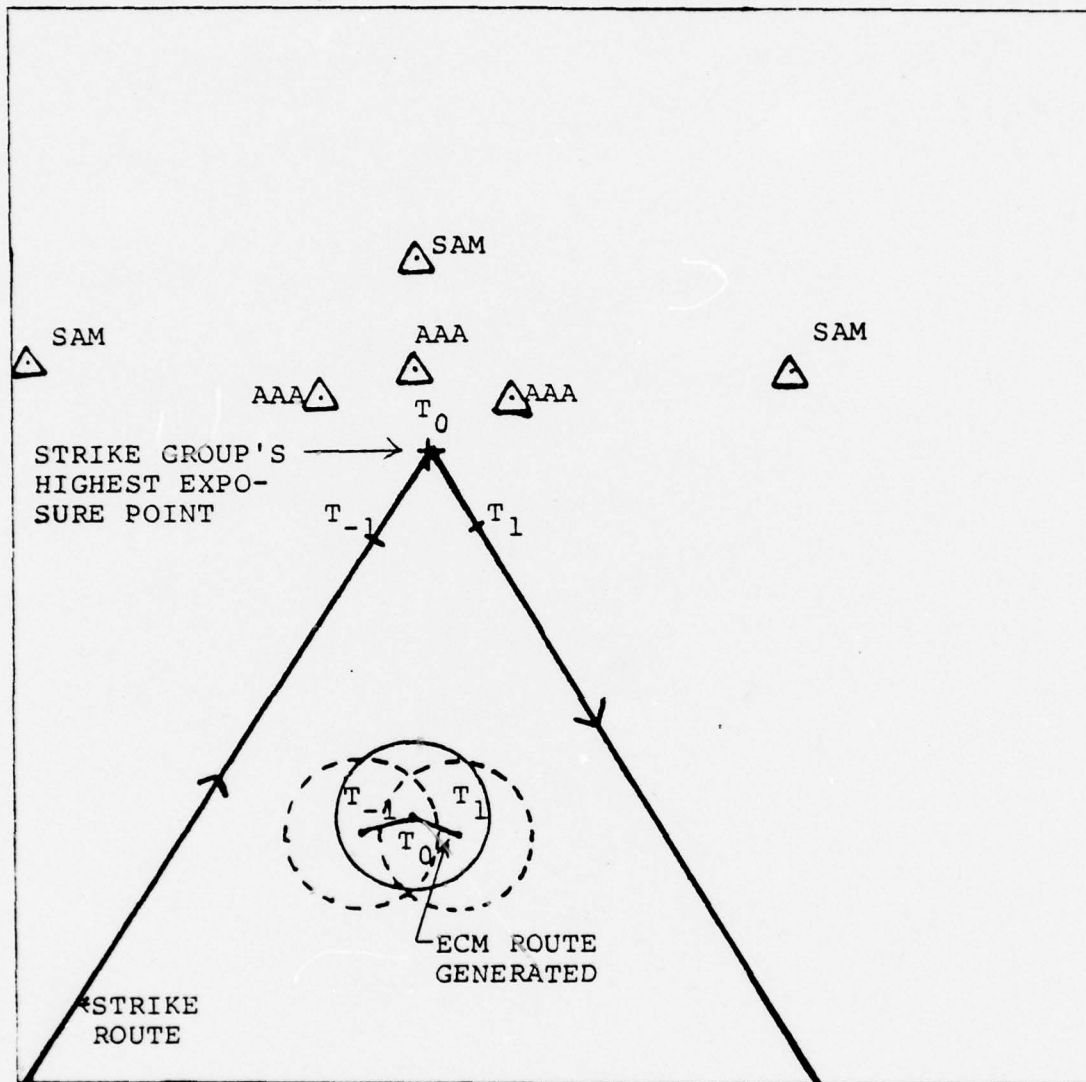 SAM
SAM
AAA
SAM
AAA
AAA
T0
STRIKE GROUP'S
HIGHEST EXPO-
SURE POINT
T-1
T1
T-1
T1
T0
ECM ROUTE
GENERATED
STRIKE
ROUTE